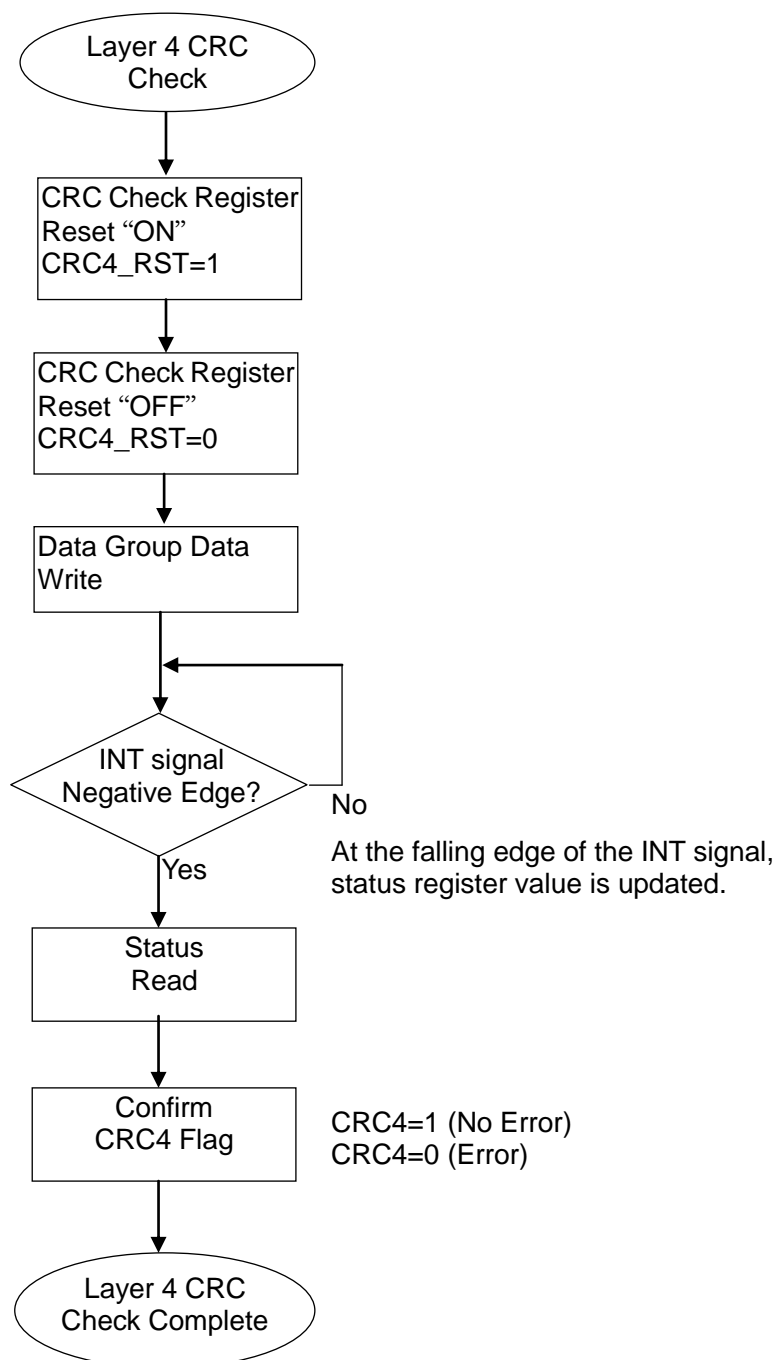 Layer 4 CRC
Check
CRC Check Register
Reset “ON”
CRC4_RST=1
CRC Check Register
Reset “OFF”
CRC4_RST=0
Data Group Data
Write
INT signal
Negative Edge?
No
At the falling edge of the INT signal,
status register value is updated.
Yes
Status
Read
Confirm
CRC4 Flag
CRC4=1 (No Error)
CRC4=0 (Error)
Layer 4 CRC
Check Complete